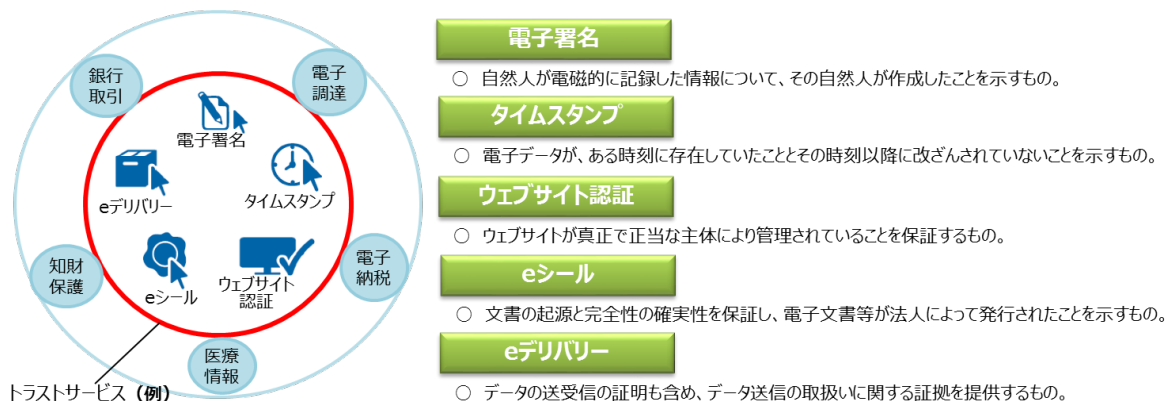 銀行
取引
電子
調達
電子署名
eデリバリー
タイムスタンプ
知財
保護
eシール
ウェブサイト
認証
電子
納税
医療
情報
トラストサービス（例）
電子署名
○ 自然人が電磁的に記録した情報について、その自然人が作成したことを示すもの。
タイムスタンプ
○ 電子データが、ある時刻に存在していたこととその時刻以降に改ざんされていないことを示すもの。
ウェブサイト認証
○ ウェブサイトが真正で正当な主体により管理されていることを保証するもの。
eシール
○ 文書の起源と完全性の確実性を保証し、電子文書等が法人によって発行されたことを示すもの。
eデリバリー
○ データの送受信の証明も含め、データ送信の取扱いに関する証拠を提供するもの。